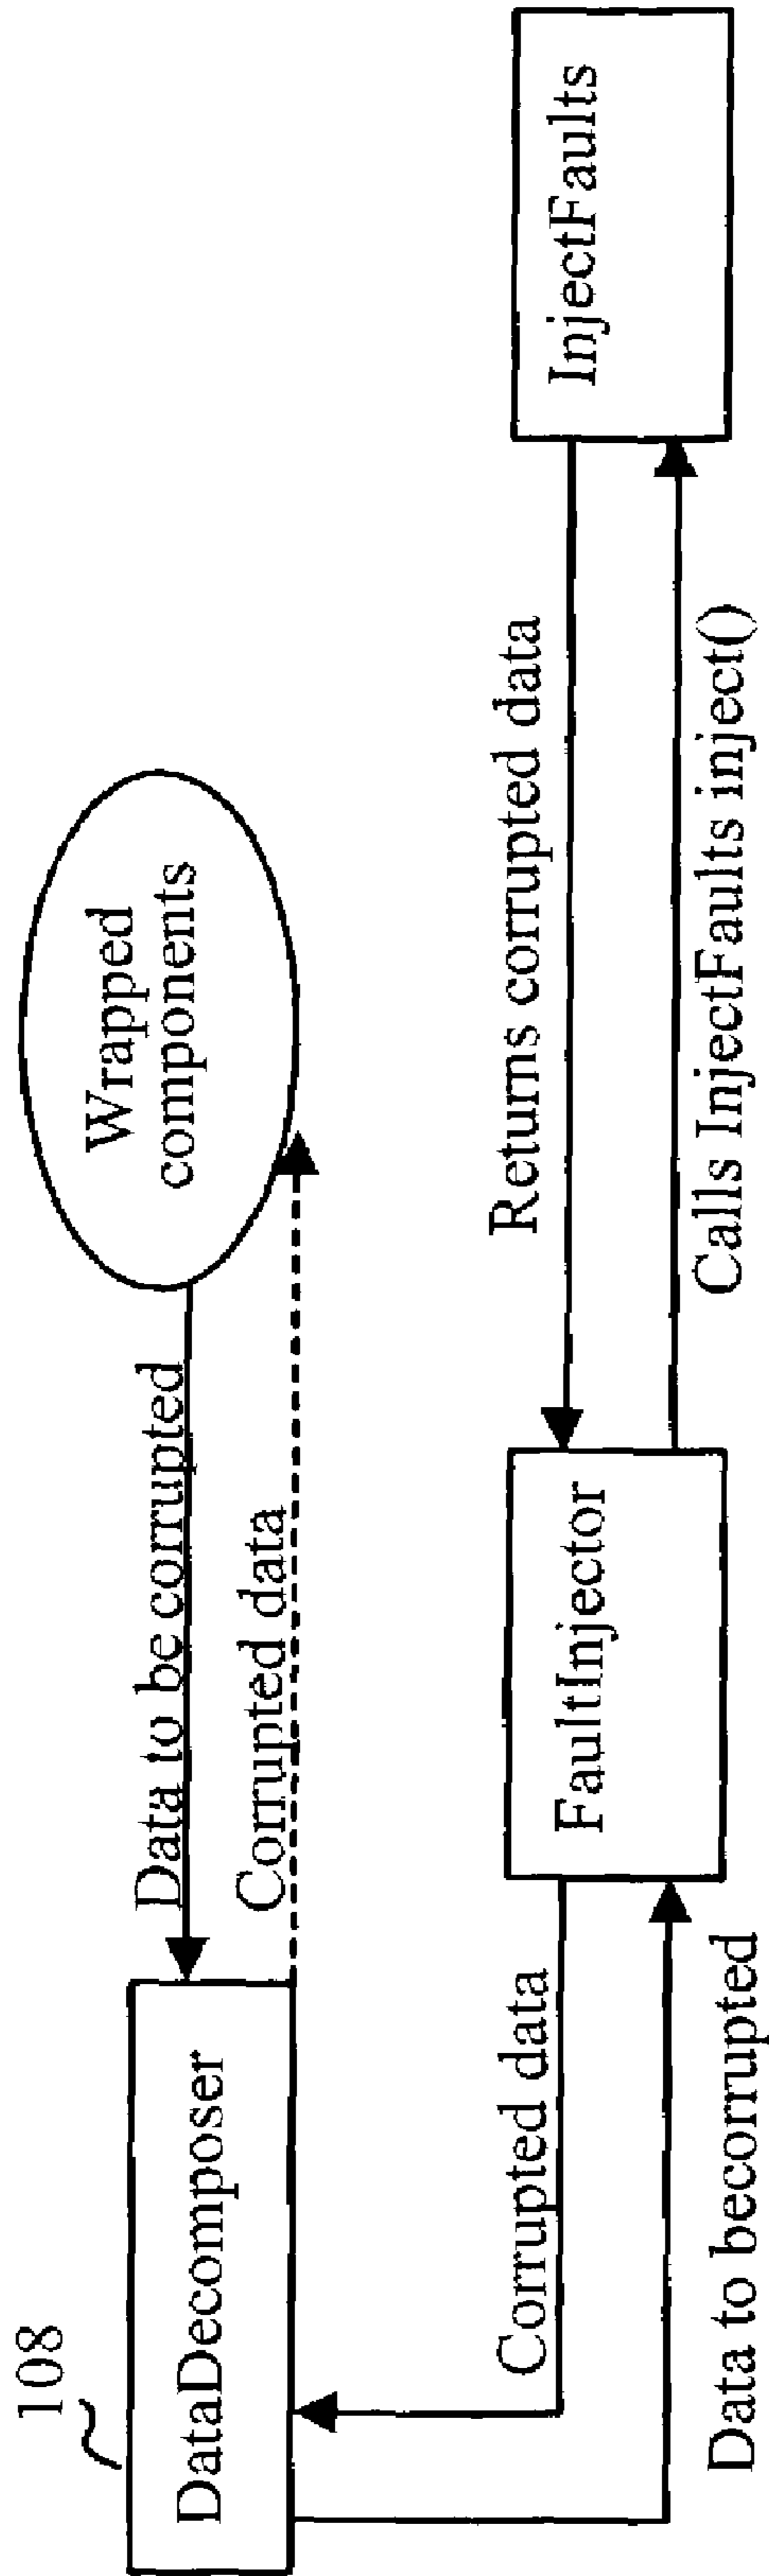 108
DataDecomposer
Data to be corrupted
Corrupted data
Wrapped
components
Corrupted data
Data to becorrupted
FaultInjector
Returns corrupted data
Calls InjectFaults inject()
InjectFaults